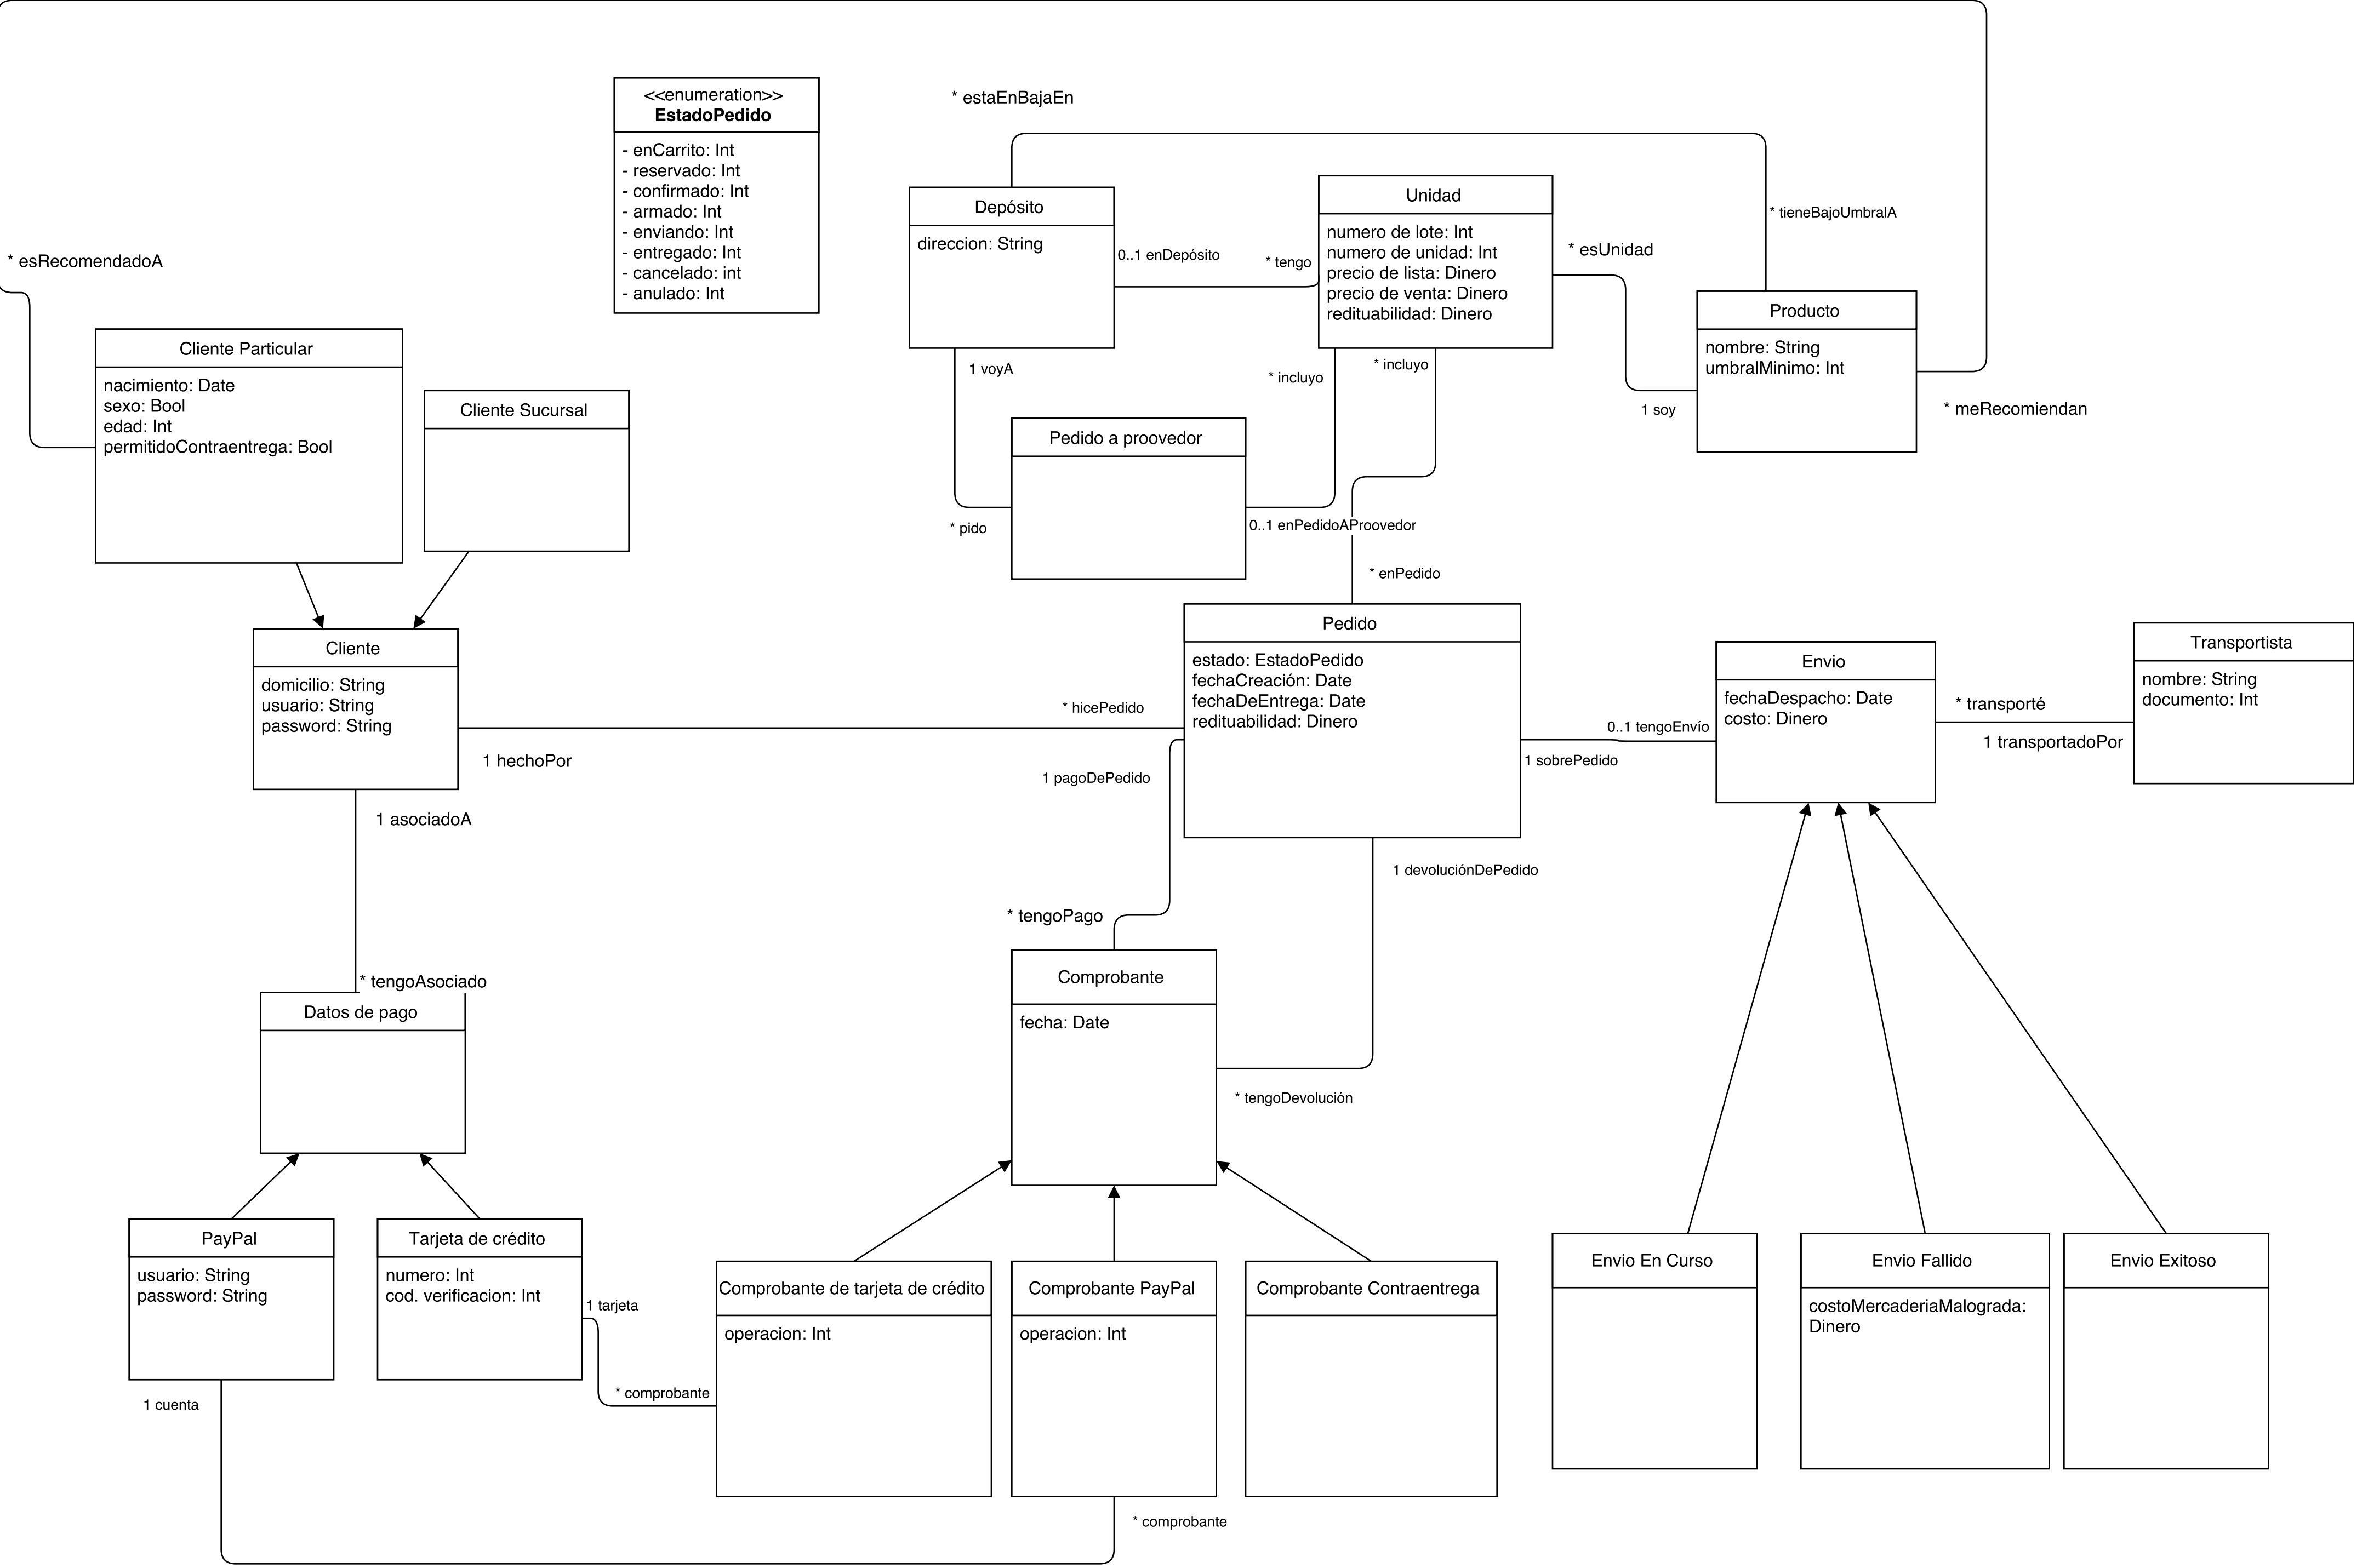 * estaEnBajaEn
<<enumeration>>
EstadoPedido
- enCarrito: Int
- reservado: Int
- confirmado: Int
- armado: Int
- enviando: Int
- entregado: Int
- cancelado: int
- anulado: Int
Depósito
direccion: String
0..1 enDepósito
* tengo
Unidad
numero de lote: Int
numero de unidad: Int
precio de lista: Dinero
precio de venta: Dinero
redituabilidad: Dinero
* esUnidad
* tieneBajoUmbralA
Producto
nombre: String
umbralMinimo: Int
1 soy
* meRecomiendan
* esRecomendadoA
Cliente Particular
nacimiento: Date
sexo: Bool
edad: Int
permitidoContraentrega: Bool
Cliente Sucursal
1 voyA
* incluyo
* incluyo
Pedido a proovedor
* pido
0..1 enPedidoAProovedor
* enPedido
Cliente
domicilio: String
usuario: String
password: String
1 hechoPor
* hicePedido
Pedido
estado: EstadoPedido
fechaCreación: Date
fechaDeEntrega: Date
redituabilidad: Dinero
0..1 tengoEnvío
1 sobrePedido
Envio
fechaDespacho: Date
costo: Dinero
* transporté
1 transportadoPor
Transportista
nombre: String
documento: Int
1 asociadoA
1 pagoDePedido
1 devoluciónDePedido
* tengoPago
* tengoAsociado
Datos de pago
Comprobante
fecha: Date
* tengoDevolución
PayPal
usuario: String
password: String
Tarjeta de crédito
numero: Int
cod. verificacion: Int
1 tarjeta
* comprobante
1 cuenta
Comprobante de tarjeta de crédito
operacion: Int
Comprobante PayPal
operacion: Int
Comprobante Contraentrega
Envio En Curso
Envio Fallido
costoMercaderiaMalograda:
Dinero
Envio Exitoso
* comprobante